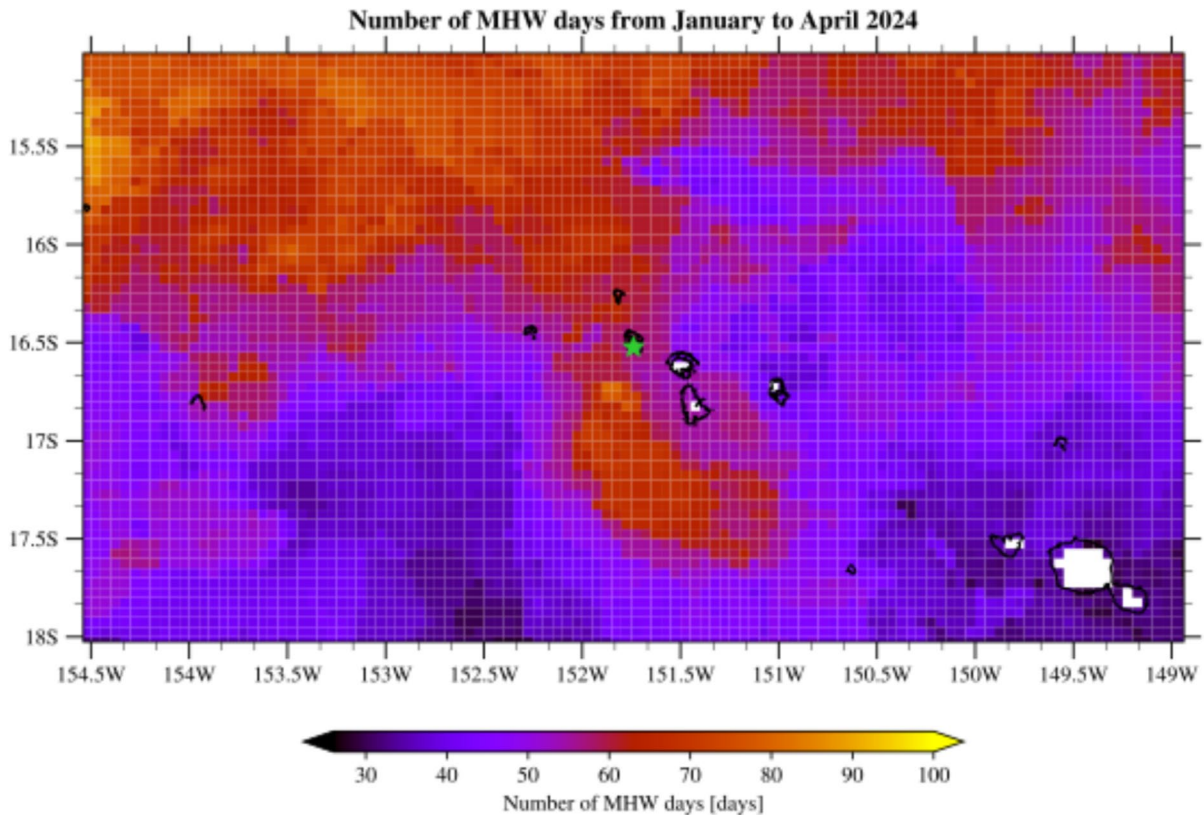 Number of MHW days from January to April 2024
15.5S
16S
16.5S
17S
17.5S
18S
154.5W 154W 153.5W 153W 152.5W 152W 151.5W 151W 150.5W 150W 149.5W 149W
30 40 50 60 70 80 90 100
Number of MHW days [days]